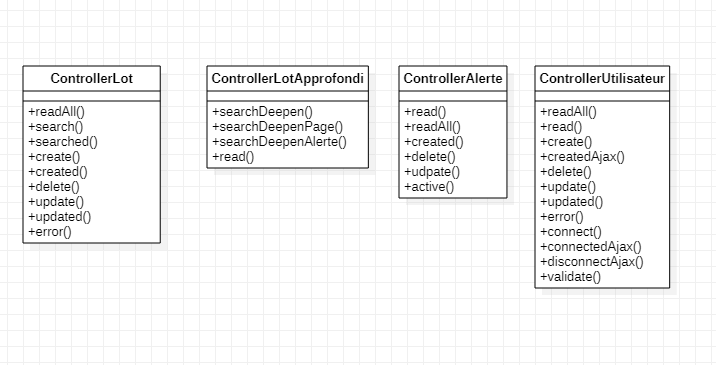 ControllerLot
+readAll()
+search()
+searched()
+create()
+created()
+delete()
+update()
+updated()
+error()
ControllerLotApprofondi
+searchDeepen()
+searchDeepenPage()
+searchDeepenAlerte()
+read()
ControllerAlerte
+read()
+readAll()
+created()
+delete()
+udpate()
+active()
ControllerUtilisateur
+readAll()
+read()
+create()
+createdAjax()
+delete()
+update()
+updated()
+error()
+connect()
+connectedAjax()
+disconnectAjax()
+validate()